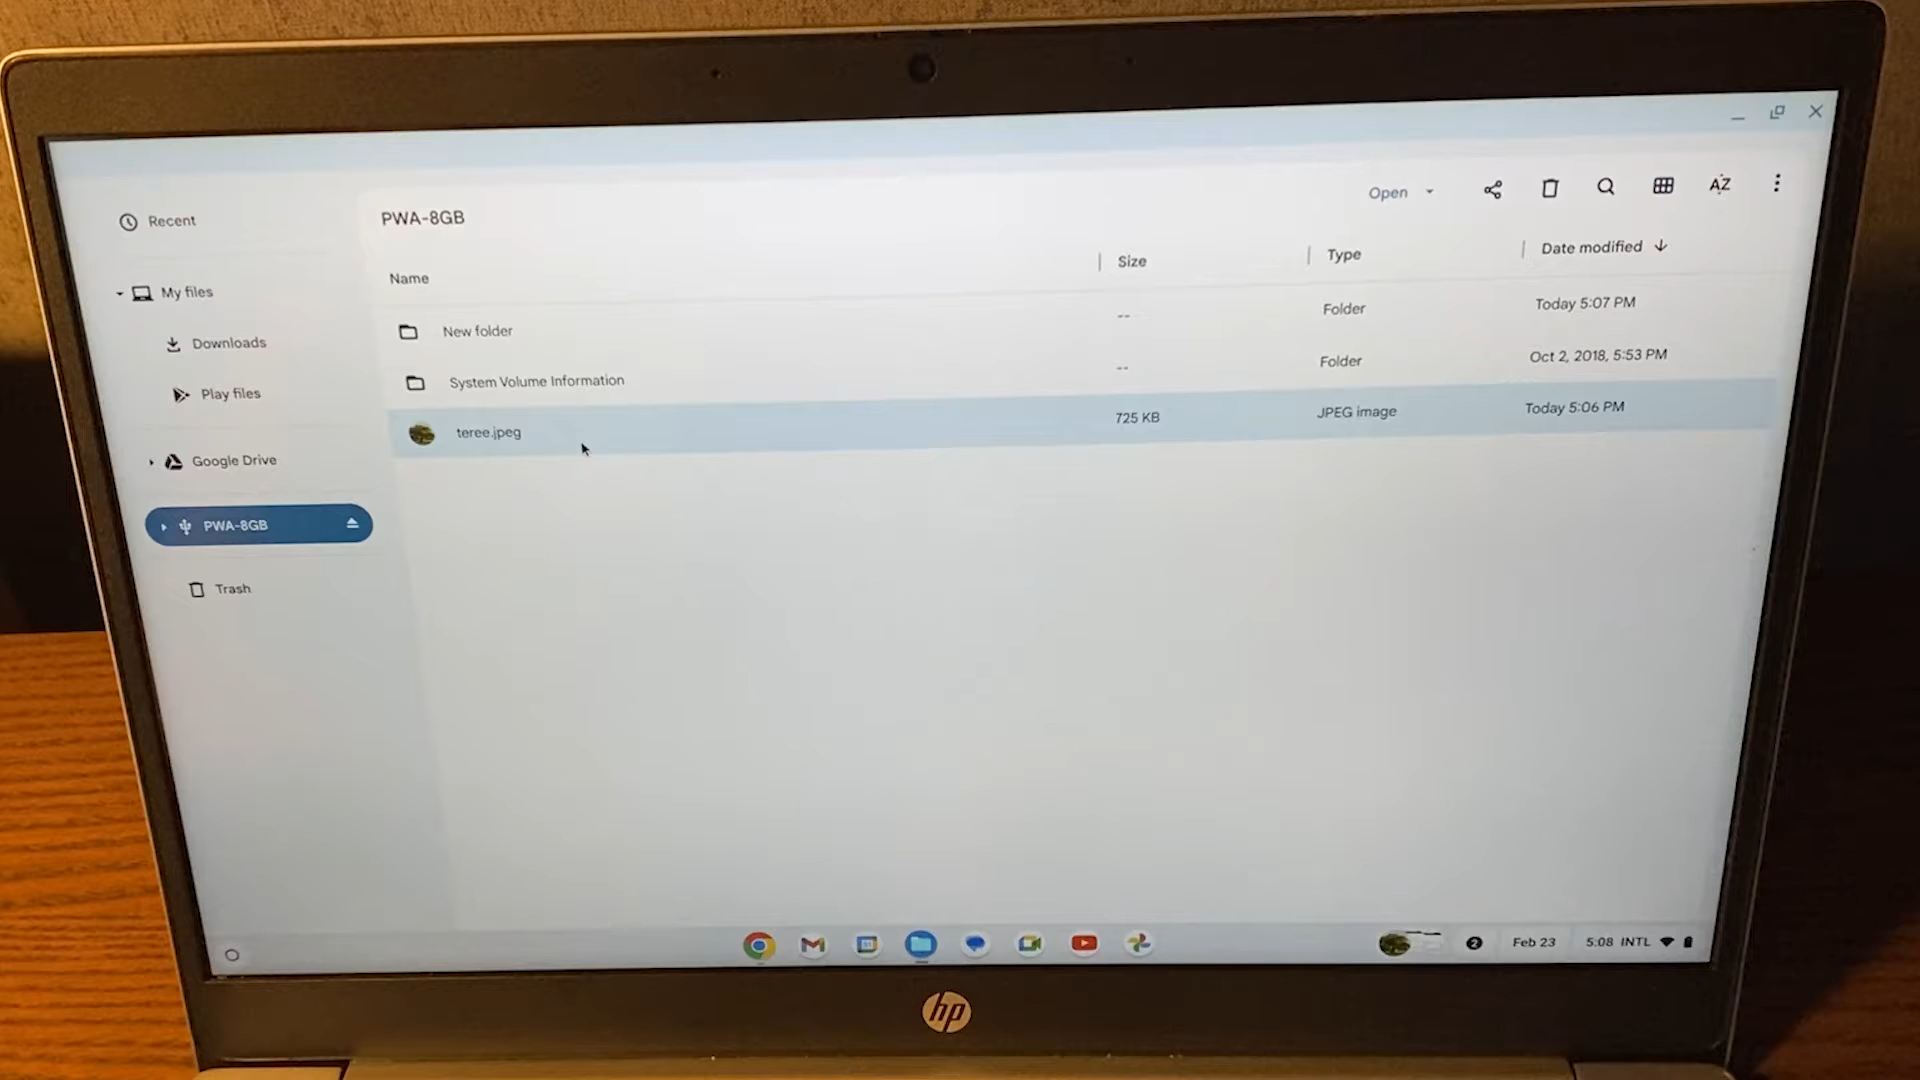 Recent
My files
Downloads
Play files
Google Drive
PWA-8GB
Trash
PWA-8GB
Open
AZ
Name Size Type Date modified
New folder -- Folder Today 5:07 PM
System Volume Information -- Folder Oct 2, 2018, 5:53 PM
teree.jpeg 725 KB JPEG image Today 5:06 PM
2 Feb 23 5:08 INTL
hp